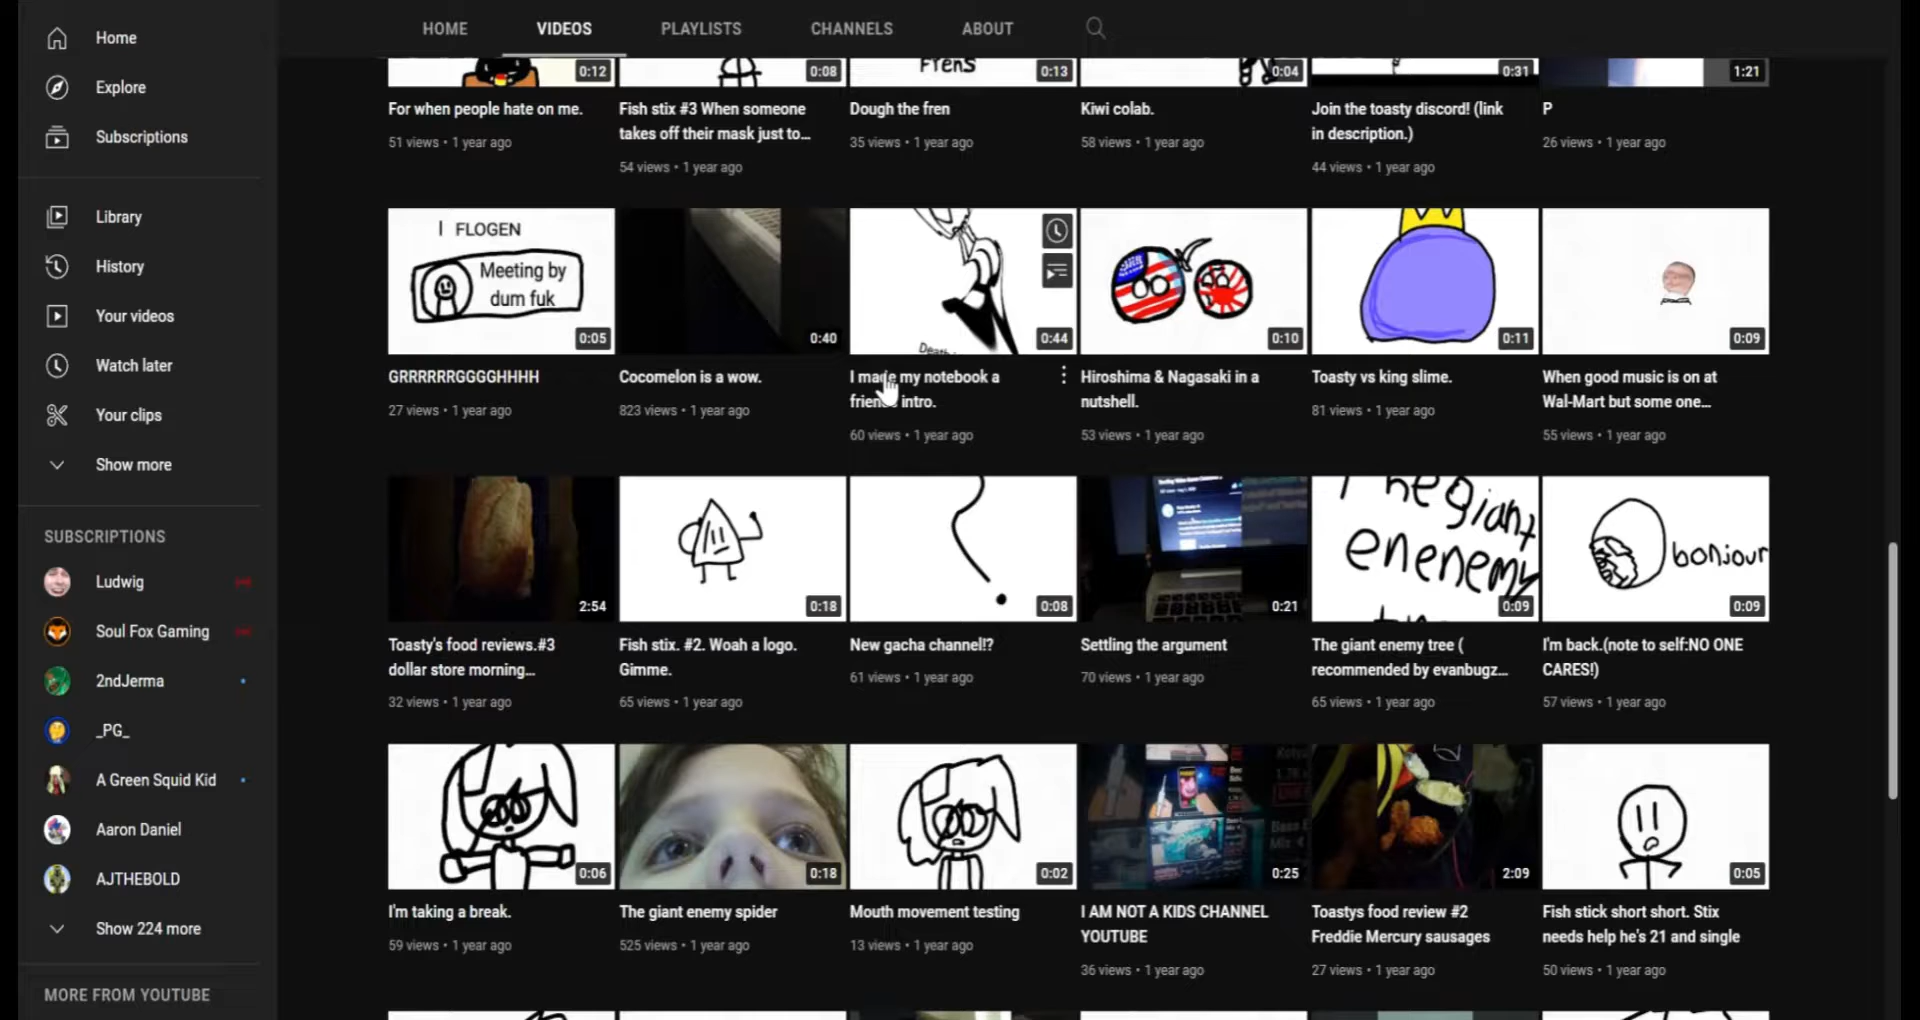 Home
Explore
Subscriptions
Library
History
Your videos
Watch later
Your clips
Show more
SUBSCRIPTIONS
Ludwig
Soul Fox Gaming
2ndJerma
_PG_
A Green Squid Kid
Aaron Daniel
AJTHEBOLD
Show 224 more
MORE FROM YOUTUBE
HOME VIDEOS PLAYLISTS CHANNELS ABOUT
0:12
For when people hate on me.
51 views • 1 year ago
0:08
Fish stix #3 When someone
takes off their mask just to...
54 views • 1 year ago
Frens
0:13
Dough the fren
35 views • 1 year ago
0:04
Kiwi colab.
58 views • 1 year ago
0:31
Join the toasty discord! (link
in description.)
44 views • 1 year ago
1:21
P
26 views • 1 year ago
I FLOGEN
Meeting by
dum fuk
0:05
GRRRRRRGGGGHHHH
27 views • 1 year ago
0:40
Cocomelon is a wow.
823 views • 1 year ago
Death
0:44
I made my notebook a
friend intro.
60 views • 1 year ago
0:10
Hiroshima & Nagasaki in a
nutshell.
53 views • 1 year ago
0:11
Toasty vs king slime.
81 views • 1 year ago
0:09
When good music is on at
Wal-Mart but some one...
55 views • 1 year ago
2:54
Toasty's food reviews.#3
dollar store morning...
32 views • 1 year ago
0:18
Fish stix. #2. Woah a logo.
Gimme.
65 views • 1 year ago
?
0:08
New gacha channel!?
61 views • 1 year ago
0:21
Settling the argument
70 views • 1 year ago
The giant
enenemy
0:09
The giant enemy tree (
recommended by evanbugz...
65 views • 1 year ago
bonjour
0:09
I'm back.(note to self:NO ONE
CARES!)
57 views • 1 year ago
0:06
I'm taking a break.
59 views • 1 year ago
0:18
The giant enemy spider
525 views • 1 year ago
0:02
Mouth movement testing
13 views • 1 year ago
0:25
I AM NOT A KIDS CHANNEL
YOUTUBE
36 views • 1 year ago
2:09
Toastys food review #2
Freddie Mercury sausages
27 views • 1 year ago
0:05
Fish stick short short. Stix
needs help he's 21 and single
50 views • 1 year ago